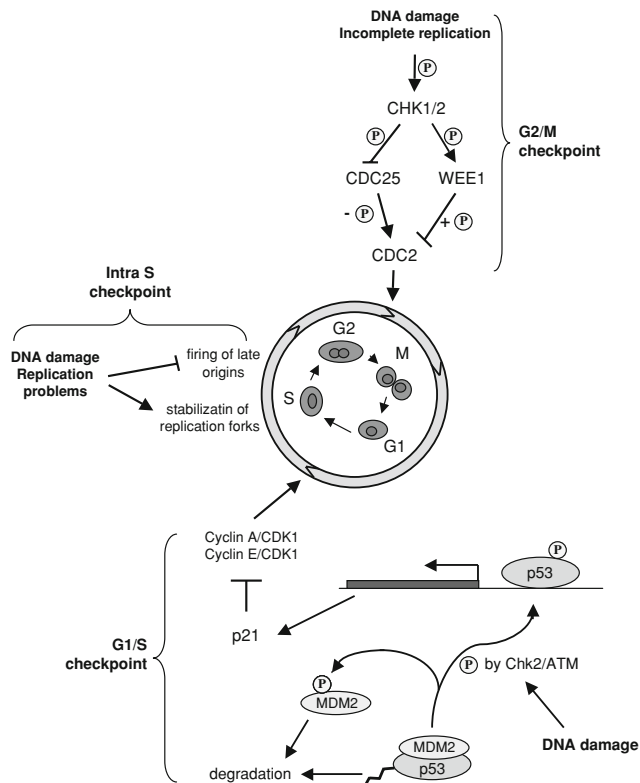 DNA damage
Incomplete replication
P
CHK1/2
P
P
G2/M
checkpoint
CDC25
WEE1
- P
+ P
CDC2
Intra S
checkpoint
DNA damage
Replication
problems
firing of late
origins
stabilizatin of
replication forks
G2
M
S
G1
Cyclin A/CDK1
Cyclin E/CDK1
P
p53
p21
G1/S
checkpoint
P by Chk2/ATM
P
MDM2
DNA damage
MDM2
p53
degradation